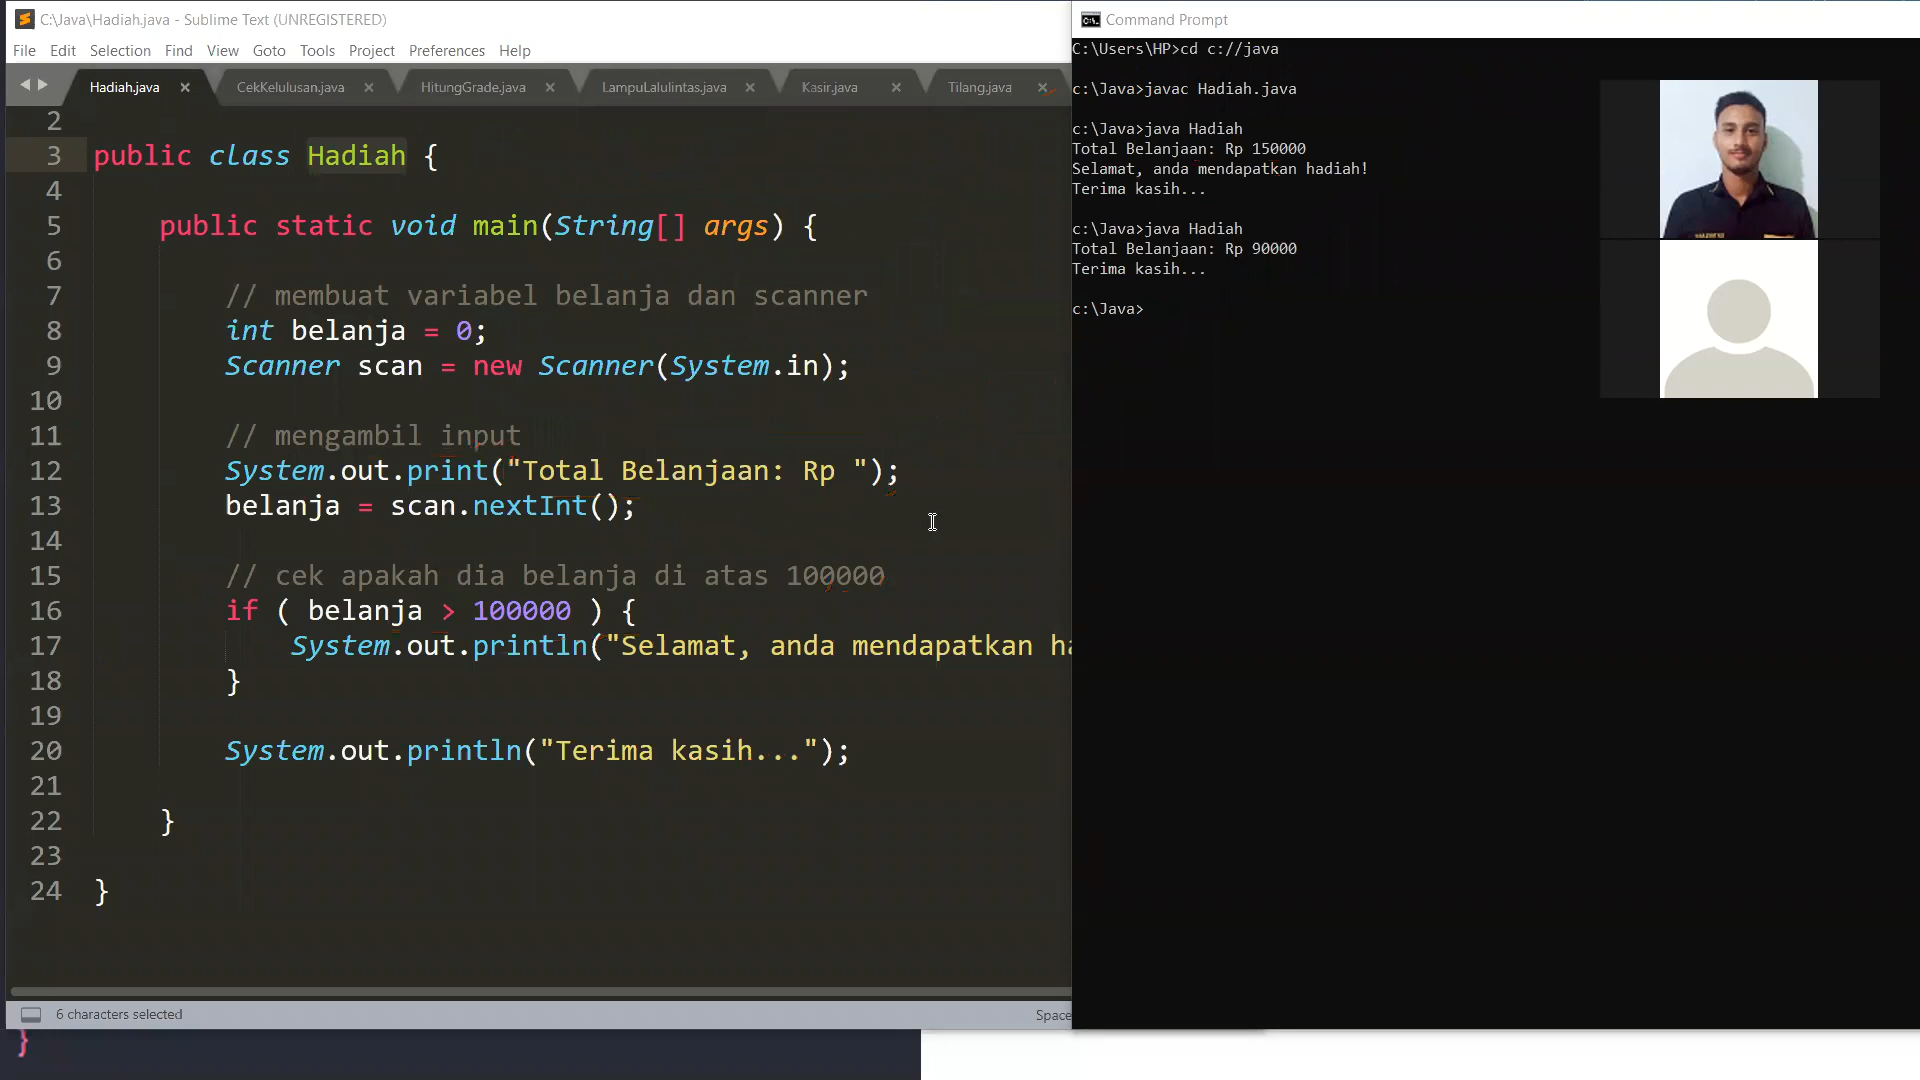 C:\Java\Hadiah.java - Sublime Text (UNREGISTERED)
File Edit Selection Find View Goto Tools Project Preferences Help
Hadiah.java CekKelulusan.java HitungGrade.java LampuLalulintas.java Kasir.java Tilang.java
2
3 public class Hadiah {
4
5 public static void main(String[] args) {
6
7 // membuat variabel belanja dan scanner
8 int belanja = 0;
9 Scanner scan = new Scanner(System.in);
10
11 // mengambil input
12 System.out.print("Total Belanjaan: Rp ");
13 belanja = scan.nextInt();
14
15 // cek apakah dia belanja di atas 100000
16 if ( belanja > 100000 ) {
17 System.out.println("Selamat, anda mendapatkan ha
18 }
19
20 System.out.println("Terima kasih...");
21
22 }
23
24 }
6 characters selected
Space
}
Command Prompt
C:\Users\HP>cd c://java
c:\Java>javac Hadiah.java
c:\Java>java Hadiah
Total Belanjaan: Rp 150000
Selamat, anda mendapatkan hadiah!
Terima kasih...
c:\Java>java Hadiah
Total Belanjaan: Rp 90000
Terima kasih...
c:\Java>